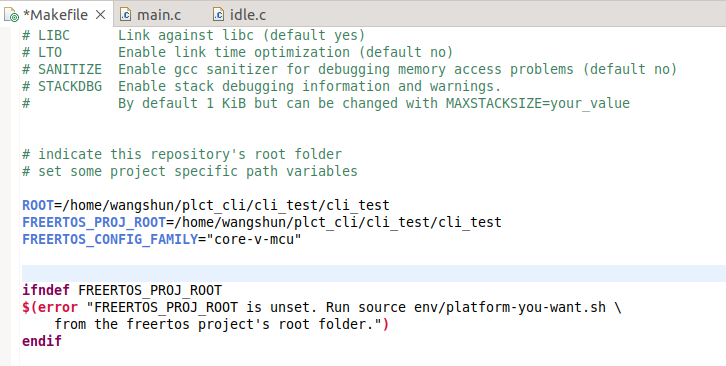 *Makefile main.c idle.c
# LIBC      Link against libc (default yes)
# LTO       Enable link time optimization (default no)
# SANITIZE  Enable gcc sanitizer for debugging memory access problems (default no)
# STACKDBG  Enable stack debugging information and warnings.
#           By default 1 KiB but can be changed with MAXSTACKSIZE=your_value
# indicate this repository's root folder
# set some project specific path variables
ROOT=/home/wangshun/plct_cli/cli_test/cli_test
FREERTOS_PROJ_ROOT=/home/wangshun/plct_cli/cli_test/cli_test
FREERTOS_CONFIG_FAMILY="core-v-mcu"
ifndef FREERTOS_PROJ_ROOT
$(error "FREERTOS_PROJ_ROOT is unset. Run source env/platform-you-want.sh \
    from the freertos project's root folder.")
endif